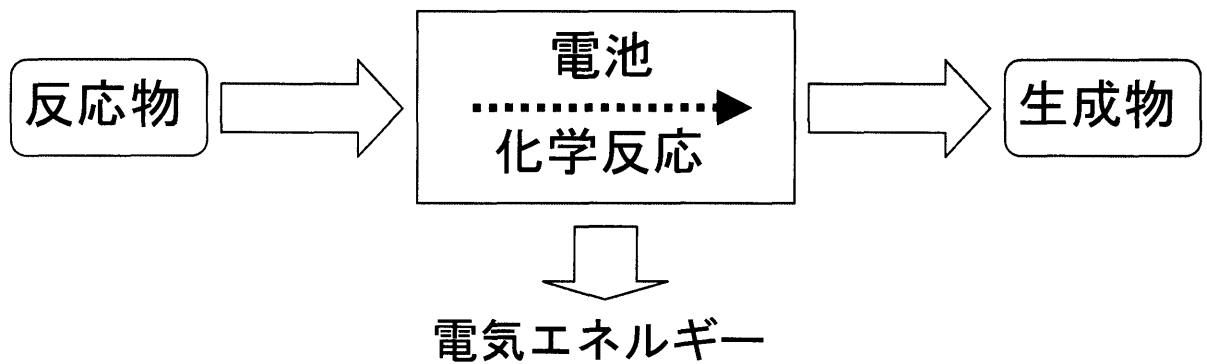 反応物
電池
化学反応
生成物
電気エネルギー